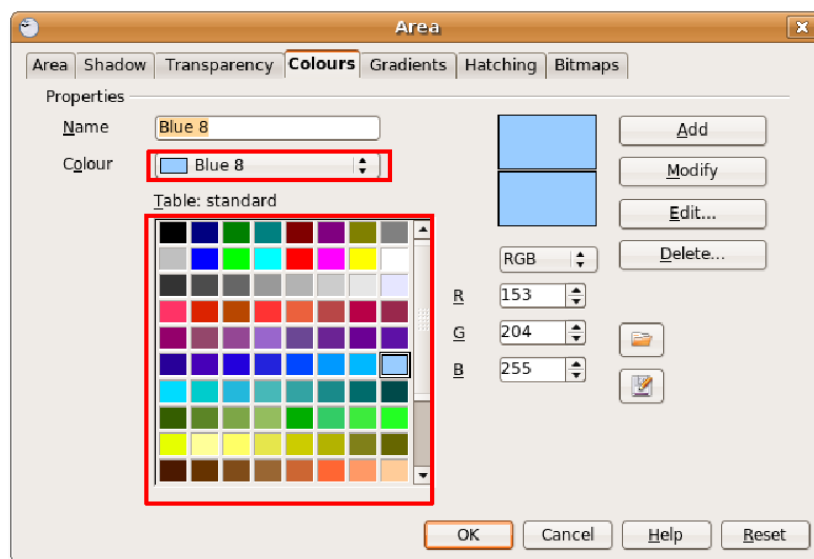 Area
Area Shadow Transparency Colours Gradients Hatching Bitmaps
Properties
Name Blue 8
Colour Blue 8
Table: standard
Add
Modify
Edit...
Delete...
RGB
R 153
G 204
B 255
OK Cancel Help Reset